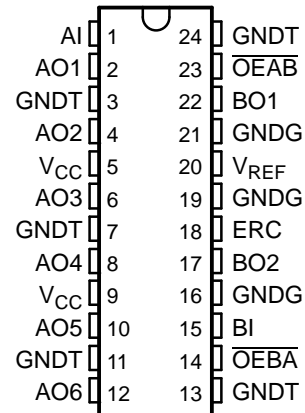 AI 1 24 GNDT
AO1 2 23 O̅E̅A̅B̅
GNDT 3 22 BO1
AO2 4 21 GNDG
VCC 5 20 VREF
AO3 6 19 GNDG
GNDT 7 18 ERC
AO4 8 17 BO2
VCC 9 16 GNDG
AO5 10 15 BI
GNDT 11 14 O̅E̅B̅A̅
AO6 12 13 GNDT